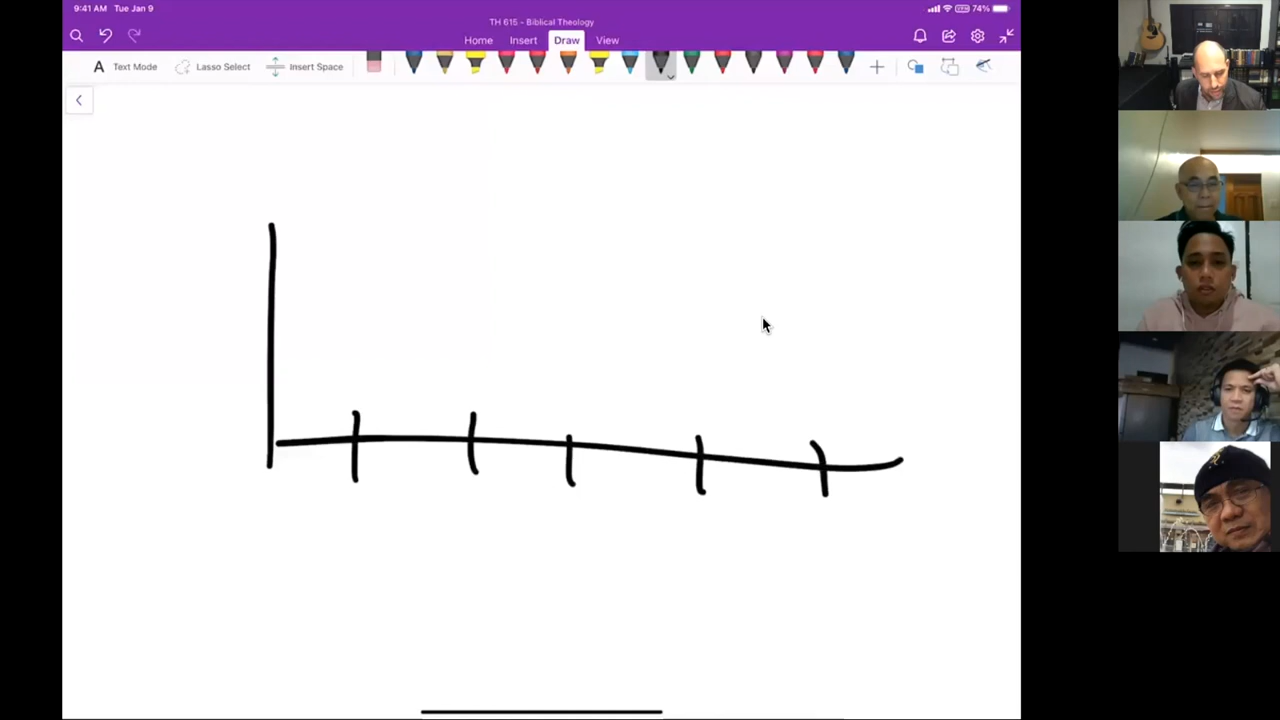 9:41 AM Tue Jan 9
74%
TH 615 - Biblical Theology
Home Insert Draw View
Text Mode Lasso Select Insert Space